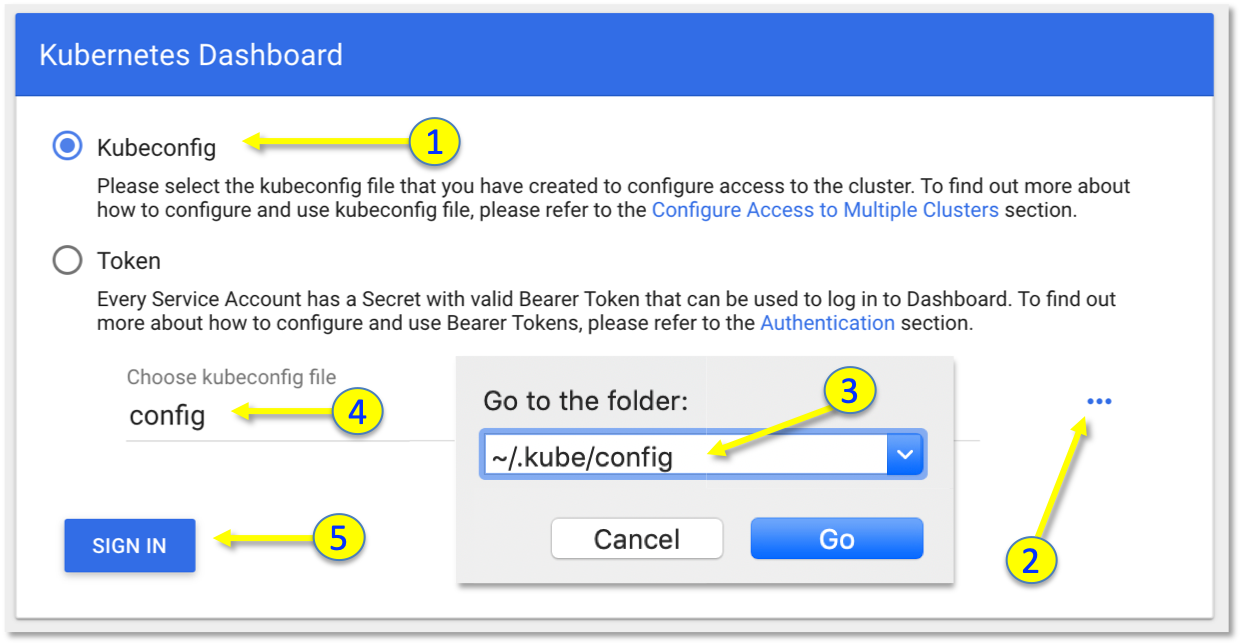 Kubernetes Dashboard
Kubeconfig
1
Please select the kubeconfig file that you have created to configure access to the cluster. To find out more about
how to configure and use kubeconfig file, please refer to the Configure Access to Multiple Clusters section.
Token
Every Service Account has a Secret with valid Bearer Token that can be used to log in to Dashboard. To find out
more about how to configure and use Bearer Tokens, please refer to the Authentication section.
Choose kubeconfig file
config
4
Go to the folder:
3
~/.kube/config
Cancel
Go
...
2
SIGN IN
5